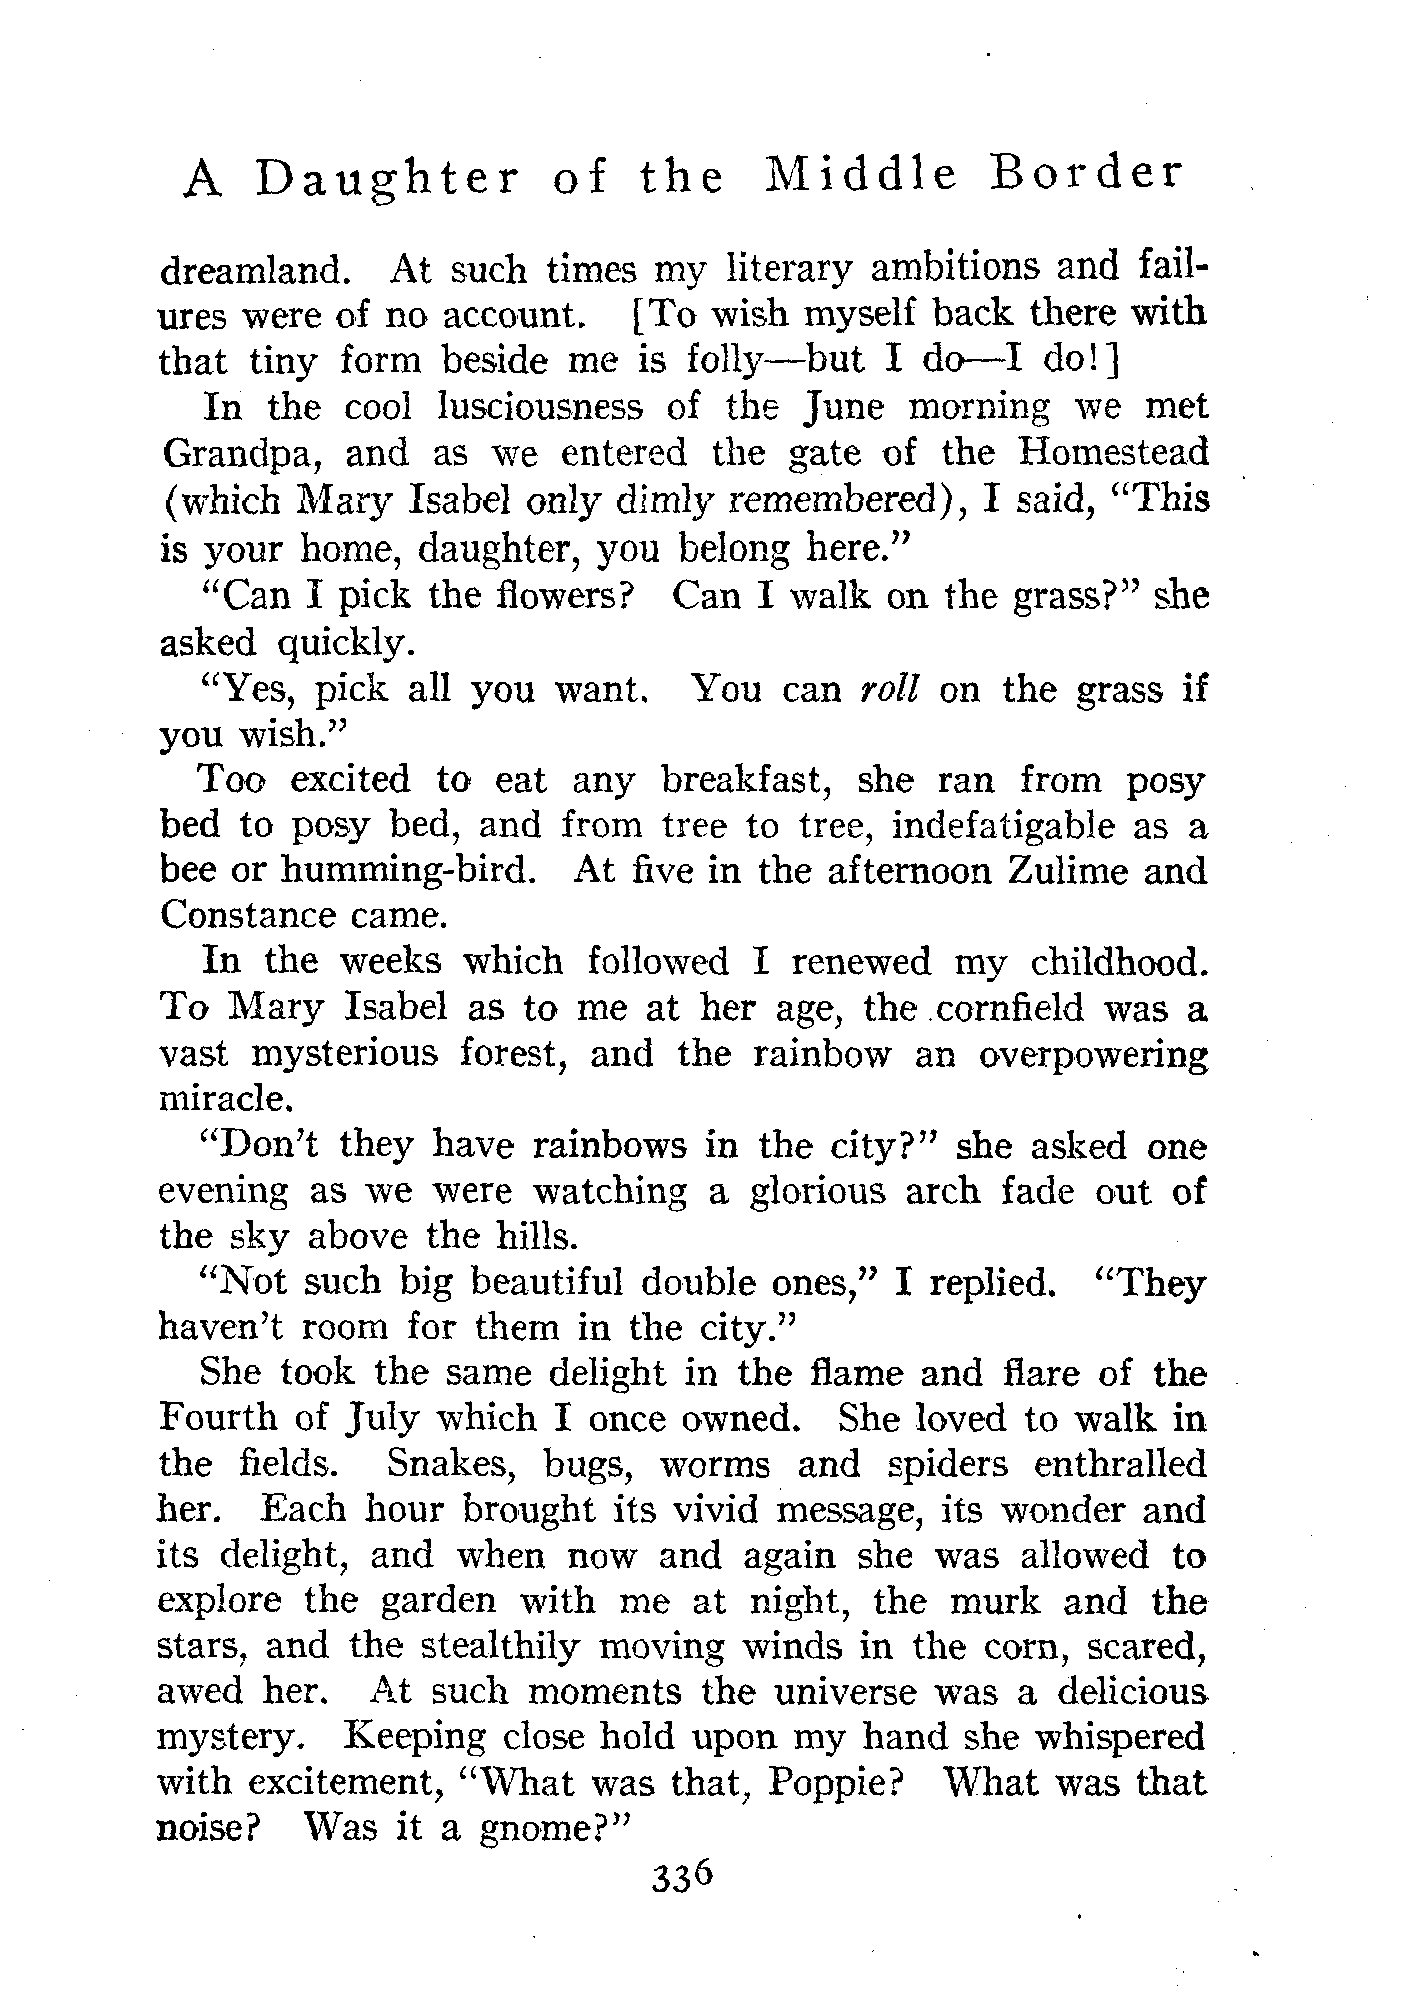 A Daughter of the Middle Border
dreamland. At such times my literary ambitions and fail-
ures were of no account. [To wish myself back there with
that tiny form beside me is folly—but I do—I do!]
In the cool lusciousness of the June morning we met
Grandpa, and as we entered the gate of the Homestead
(which Mary Isabel only dimly remembered), I said, “This
is your home, daughter, you belong here.”
“Can I pick the flowers? Can I walk on the grass?” she
asked quickly.
“Yes, pick all you want. You can roll on the grass if
you wish.”
Too excited to eat any breakfast, she ran from posy
bed to posy bed, and from tree to tree, indefatigable as a
bee or humming-bird. At five in the afternoon Zulime and
Constance came.
In the weeks which followed I renewed my childhood.
To Mary Isabel as to me at her age, the cornfield was a
vast mysterious forest, and the rainbow an overpowering
miracle.
“Don’t they have rainbows in the city?” she asked one
evening as we were watching a glorious arch fade out of
the sky above the hills.
“Not such big beautiful double ones,” I replied. “They
haven’t room for them in the city.”
She took the same delight in the flame and flare of the
Fourth of July which I once owned. She loved to walk in
the fields. Snakes, bugs, worms and spiders enthralled
her. Each hour brought its vivid message, its wonder and
its delight, and when now and again she was allowed to
explore the garden with me at night, the murk and the
stars, and the stealthily moving winds in the corn, scared,
awed her. At such moments the universe was a delicious
mystery. Keeping close hold upon my hand she whispered
with excitement, “What was that, Poppie? What was that
noise? Was it a gnome?”
336